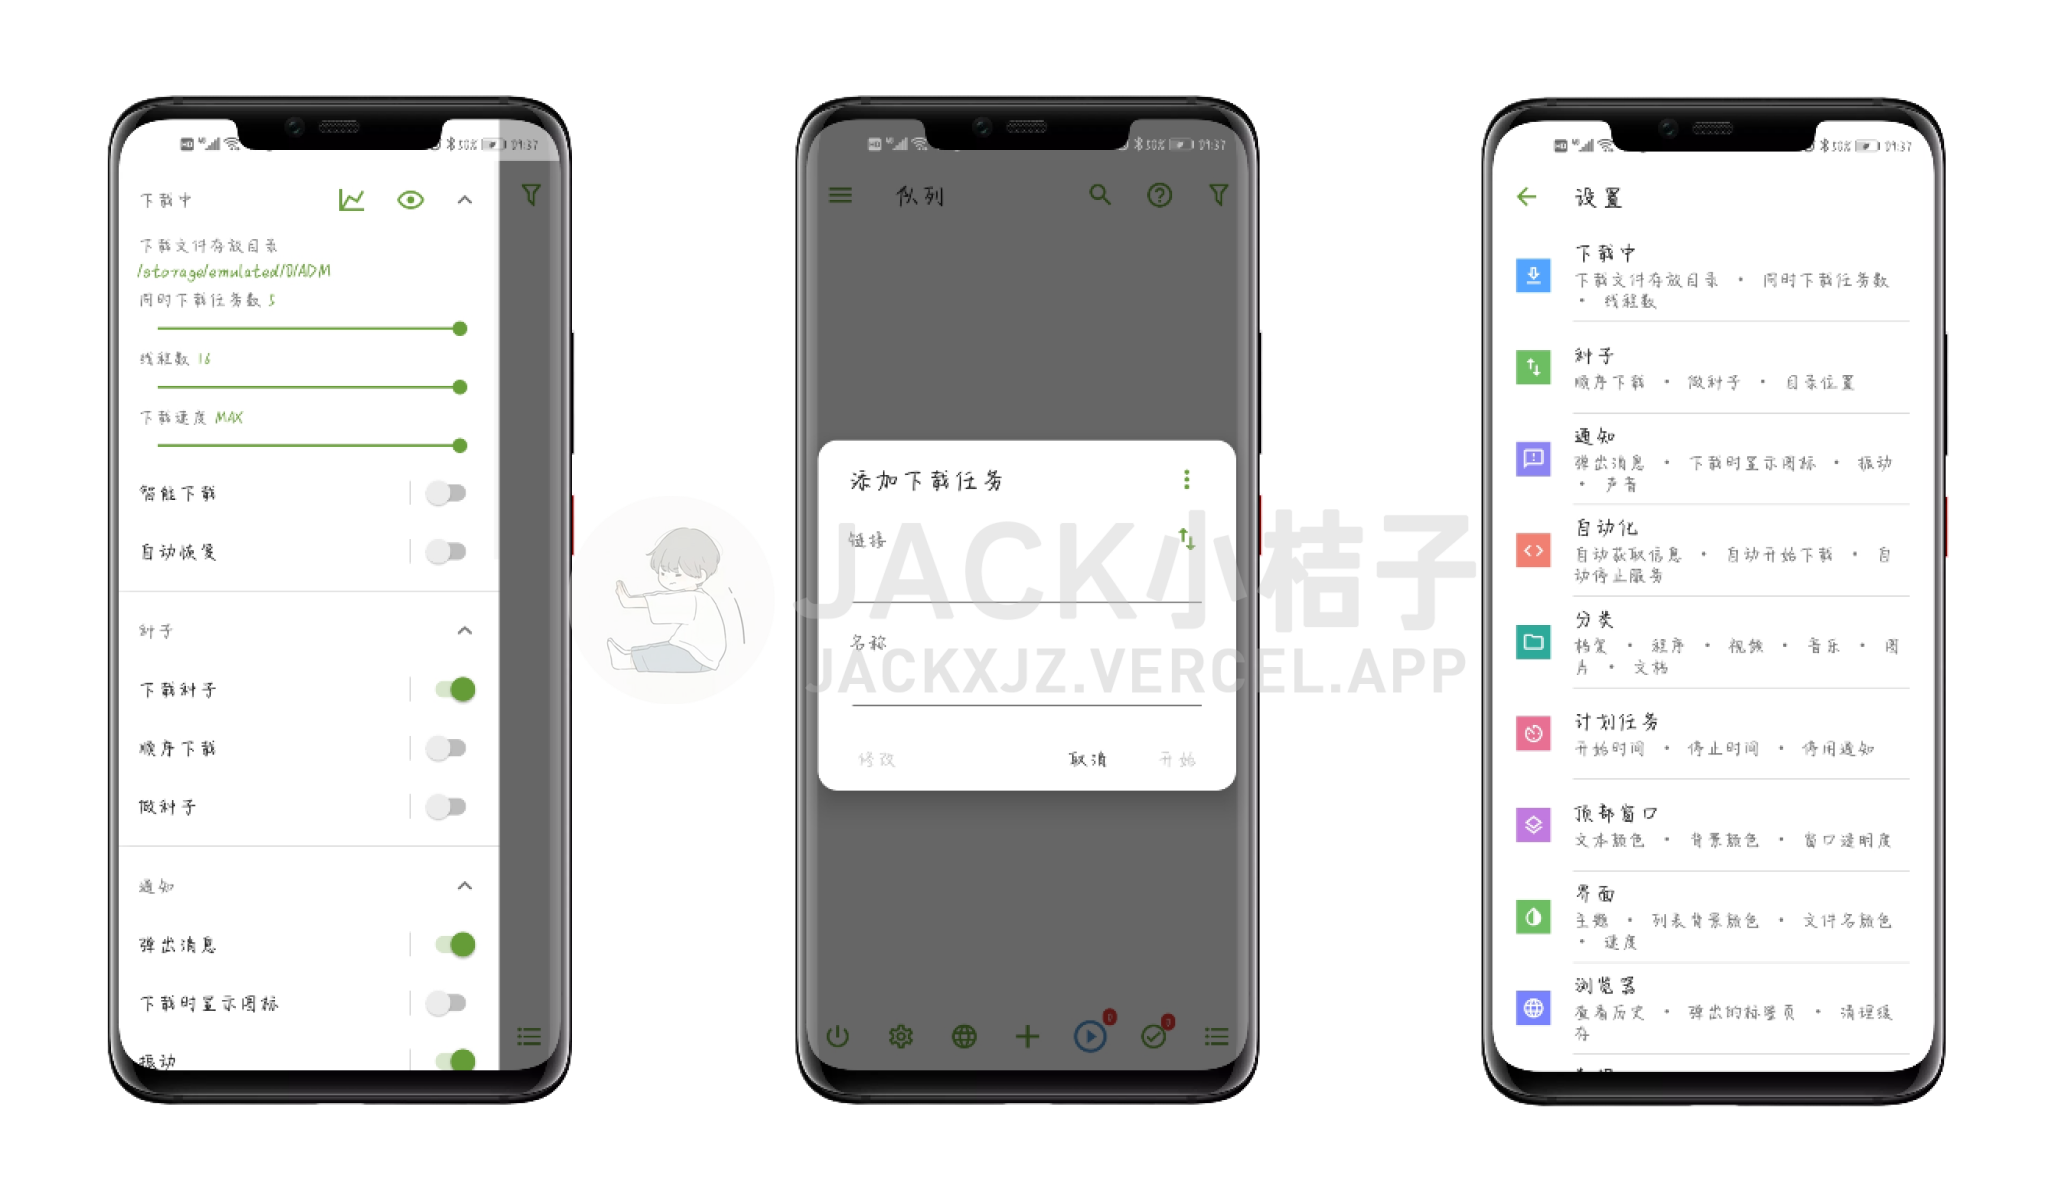 50% 09:37
下载中
下载文件存放目录
/storage/emulated/0/ADM
同时下载任务数 5
线程数 16
下载速度 MAX
智能下载
自动恢复
种子
下载种子
顺序下载
做种子
通知
弹出消息
下载时显示图标
振动
50% 09:37
队列
添加下载任务
链接
名称
修改 取消 开始
0
3
50% 09:37
设置
下载中
下载文件存放目录 • 同时下载任务数
• 线程数
种子
顺序下载 • 做种子 • 目录位置
通知
弹出消息 • 下载时显示图标 • 振动
• 声音
自动化
自动获取信息 • 自动开始下载 • 自
动停止服务
分类
档案 • 程序 • 视频 • 音乐 • 图
片 • 文档
计划任务
开始时间 • 停止时间 • 停用通知
顶部窗口
文本颜色 • 背景颜色 • 窗口透明度
界面
主题 • 列表背景颜色 • 文件名颜色
• 速度
浏览器
查看历史 • 弹出的标签页 • 清理缓
存
JACK小桔子
JACKXJZ.VERCEL.APP